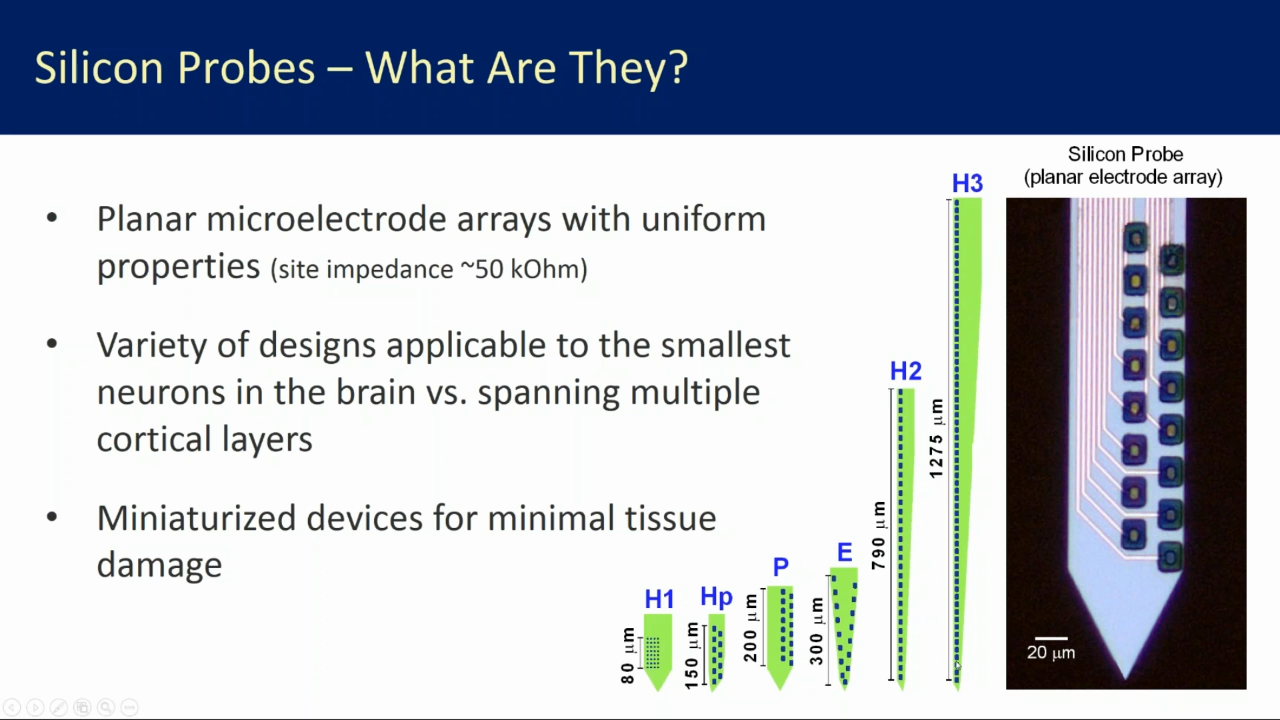 Silicon Probes – What Are They?
Silicon Probe
(planar electrode array)
• Planar microelectrode arrays with uniform
properties (site impedance ~50 kOhm)
• Variety of designs applicable to the smallest
neurons in the brain vs. spanning multiple
cortical layers
• Miniaturized devices for minimal tissue
damage
H1
80 μm
Hp
150 μm
P
200 μm
E
300 μm
H2
790 μm
H3
1275 μm
20 μm